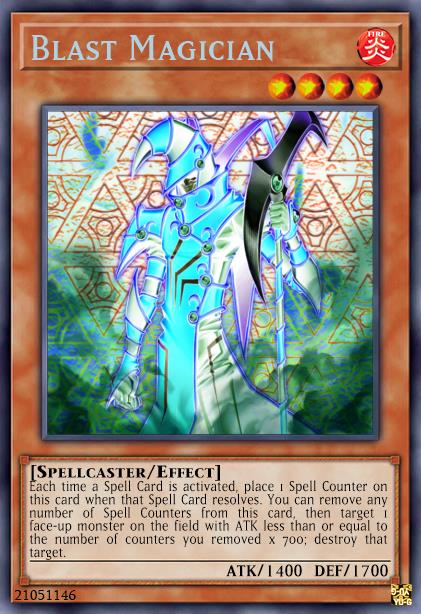 Blast Magician
FIRE
炎
[Spellcaster/Effect]
Each time a Spell Card is activated, place 1 Spell Counter on
this card when that Spell Card resolves. You can remove any
number of Spell Counters from this card, then target 1
face-up monster on the field with ATK less than or equal to
the number of counters you removed x 700; destroy that
target.
ATK/1400 DEF/1700
21051146